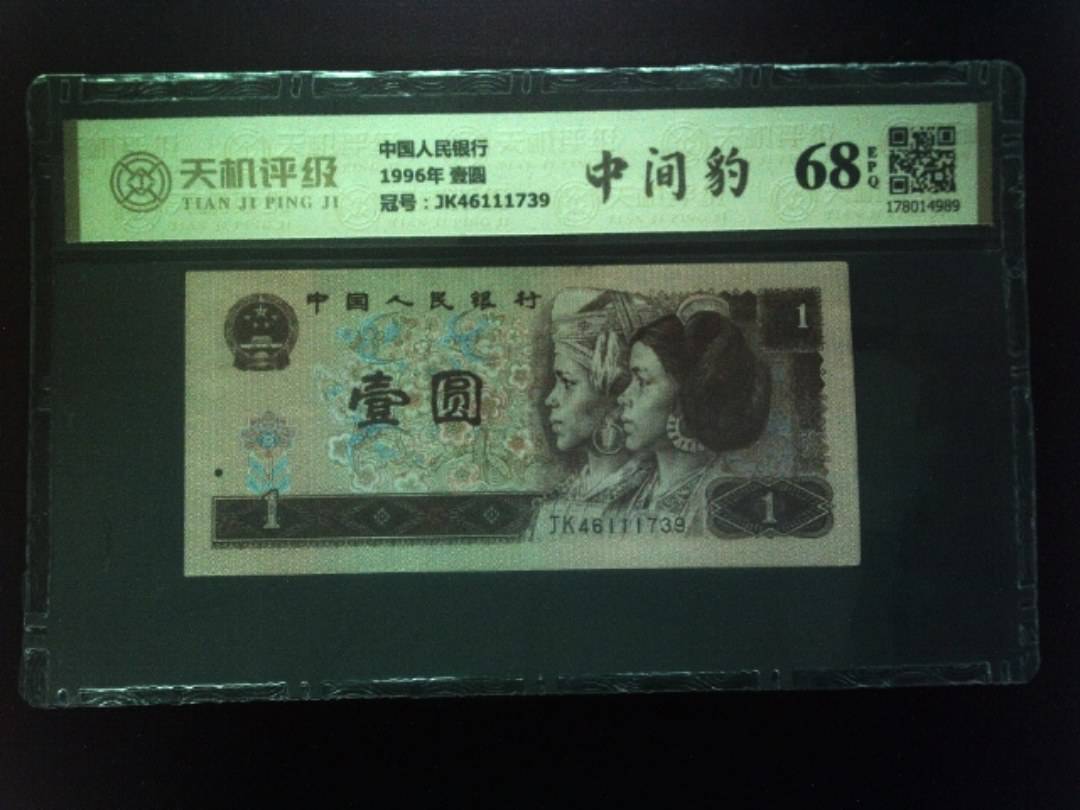 天机评级
TIAN JI PING JI
中国人民银行
1996年 壹圆
冠号：JK46111739
中间豹
68
EPQ
178014989
中国人民银行
1
壹圆
1
JK46111739
1